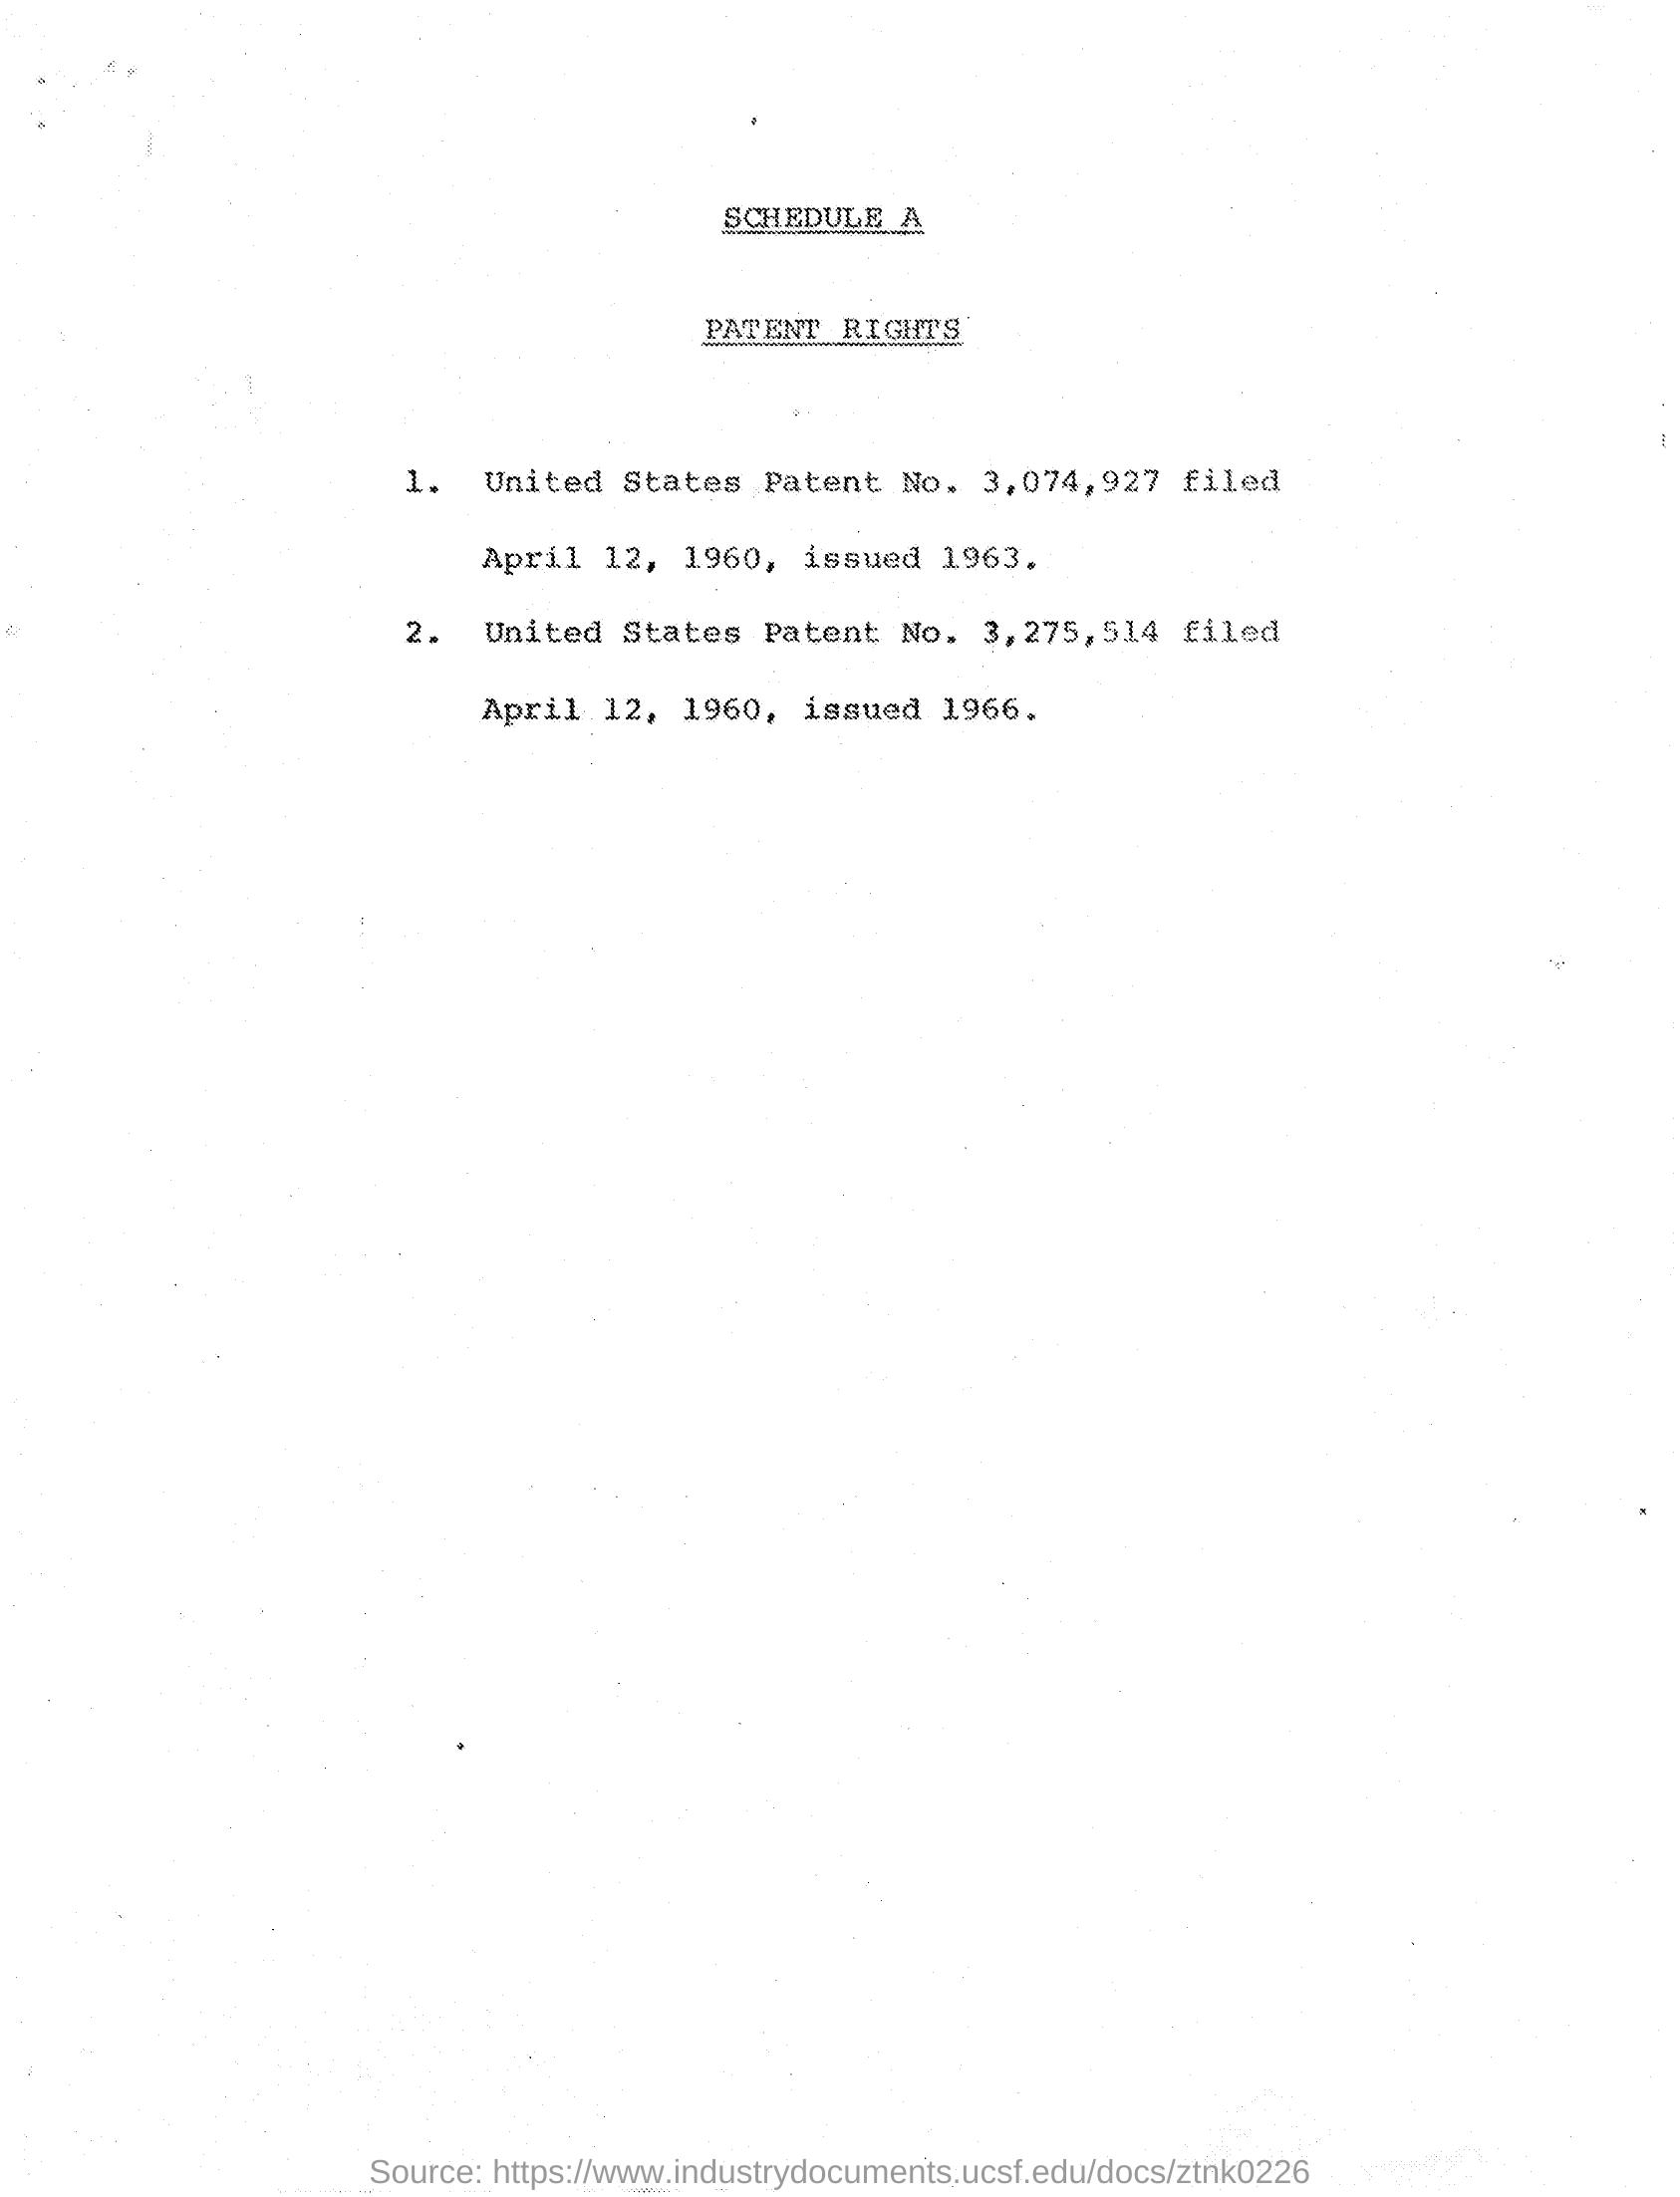 SCHEDULE A
PATENT RIGHTS
1. United States Patent No. 3,074,927 filed
April 12, 1960, issued 1963.
2. United States Patent No. 3,275,514 filed
April 12, 1960, issued 1966.
Source: https://www.industrydocuments.ucsf.edu/docs/ztnk0226